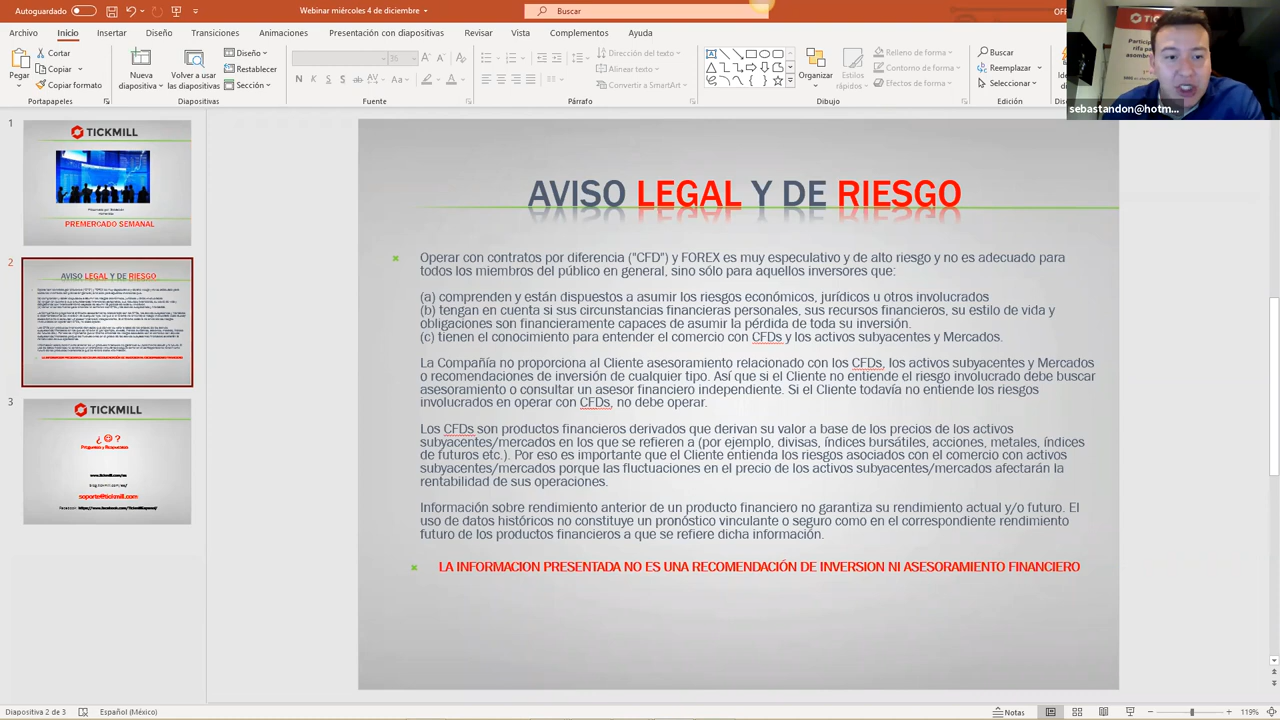 Autoguardado
Webinar miércoles 4 de diciembre
Buscar
OFF
Archivo
Inicio
Insertar
Diseño
Transiciones
Animaciones
Presentación con diapositivas
Revisar
Vista
Complementos
Ayuda
Pegar
Cortar
Copiar
Copiar formato
Portapapeles
Nueva
diapositiva
Volver a usar
las diapositivas
Diseño
Restablecer
Sección
Diapositivas
35
N K S S ab AV Aa
A
Fuente
Dirección del texto
Alinear texto
Convertir a SmartArt
Párrafo
Organizar
Estilos
rápidos
Relleno de forma
Contorno de forma
Efectos de forma
Dibujo
Buscar
Reemplazar
Seleccionar
Edición
sebastandon@hotm...
1
TICKMILL
PREMERCADO SEMANAL
2
AVISO LEGAL Y DE RIESGO
3
TICKMILL
¿ ?
Preguntas y Respuestas
www.tickmill.com/es
soporte@tickmill.com
AVISO LEGAL Y DE RIESGO
Operar con contratos por diferencia ("CFD") y FOREX es muy especulativo y de alto riesgo y no es adecuado para
todos los miembros del público en general, sino sólo para aquellos inversores que:
(a) comprenden y estan dispuestos a asumir los riesgos económicos, jurídicos u otros involucrados
(b) tengan en cuenta si sus circunstancias financieras personales, sus recursos financieros, su estilo de vida y
obligaciones son financieramente capaces de asumir la pérdida de toda su inversión.
(c) tienen el conocimiento para entender el comercio con CFDs y los activos subyacentes y Mercados.
La Compañía no proporciona al Cliente asesoramiento relacionado con los CFDs, los activos subyacentes y Mercados
o recomendaciones de inversión de cualquier tipo. Así que si el Cliente no entiende el riesgo involucrado debe buscar
asesoramiento o consultar un asesor financiero independiente. Si el Cliente todavía no entiende los riesgos
involucrados en operar con CFDs, no debe operar.
Los CFDs son productos financieros derivados que derivan su valor a base de los precios de los activos
subyacentes/mercados en los que se refieren a (por ejemplo, datos índices bursátiles, acciones, metales, índices
de futuros etc.). Por eso es importante que el Cliente entienda los riesgos asociados con el comercio con activos
subyacentes/mercados porque las fluctuaciones en el precio de los activos subyacentes/mercados afectarán la
rentabilidad de sus operaciones.
Información sobre rendimiento anterior de un producto financiero no garantiza su rendimiento actual y/o futuro. El
uso de datos históricos no constituye un pronóstico vinculante o seguro como en el correspondiente rendimiento
futuro de los productos financieros a que se refiere dicha información.
LA INFORMACION PRESENTADA NO ES UNA RECOMENDACIÓN DE INVERSION NI ASESORAMIENTO FINANCIERO
Diapositiva 2 de 3
Español (México)
Notas
119%